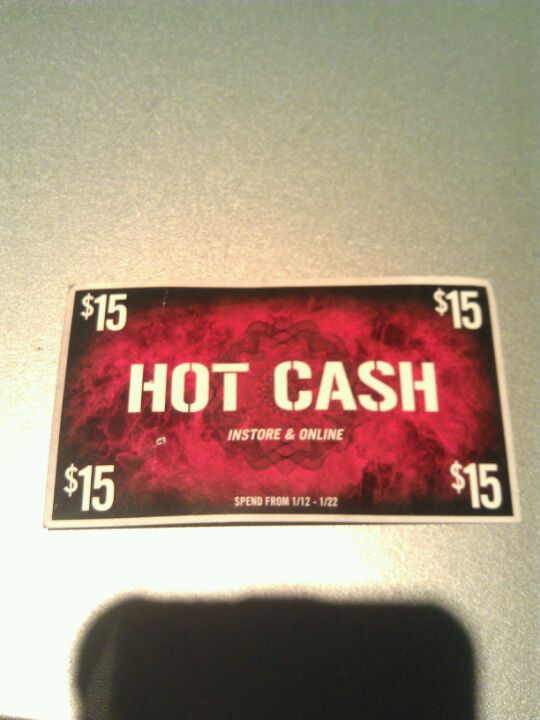 $15 $15
HOT CASH
INSTORE & ONLINE
$15 $15
SPEND FROM 1/12 - 1/22